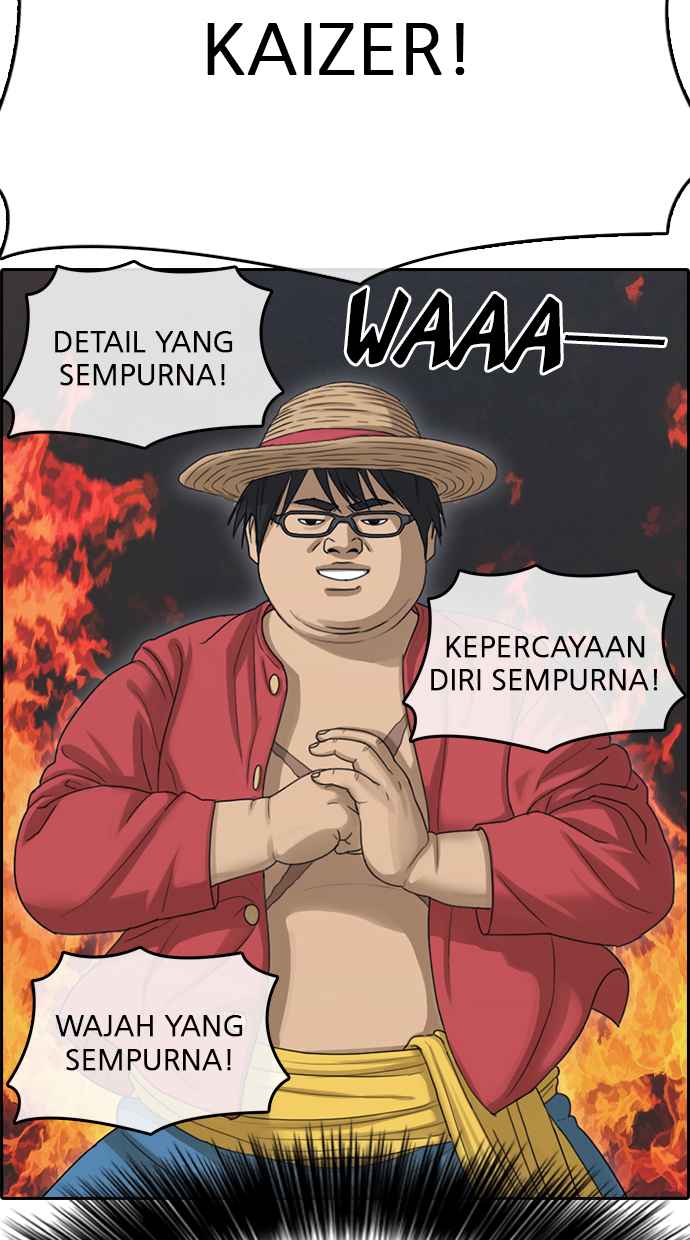 KAIZER!
WAAA—
DETAIL YANG
SEMPURNA!
KEPERCAYAAN
DIRI SEMPURNA!
WAJAH YANG
SEMPURNA!